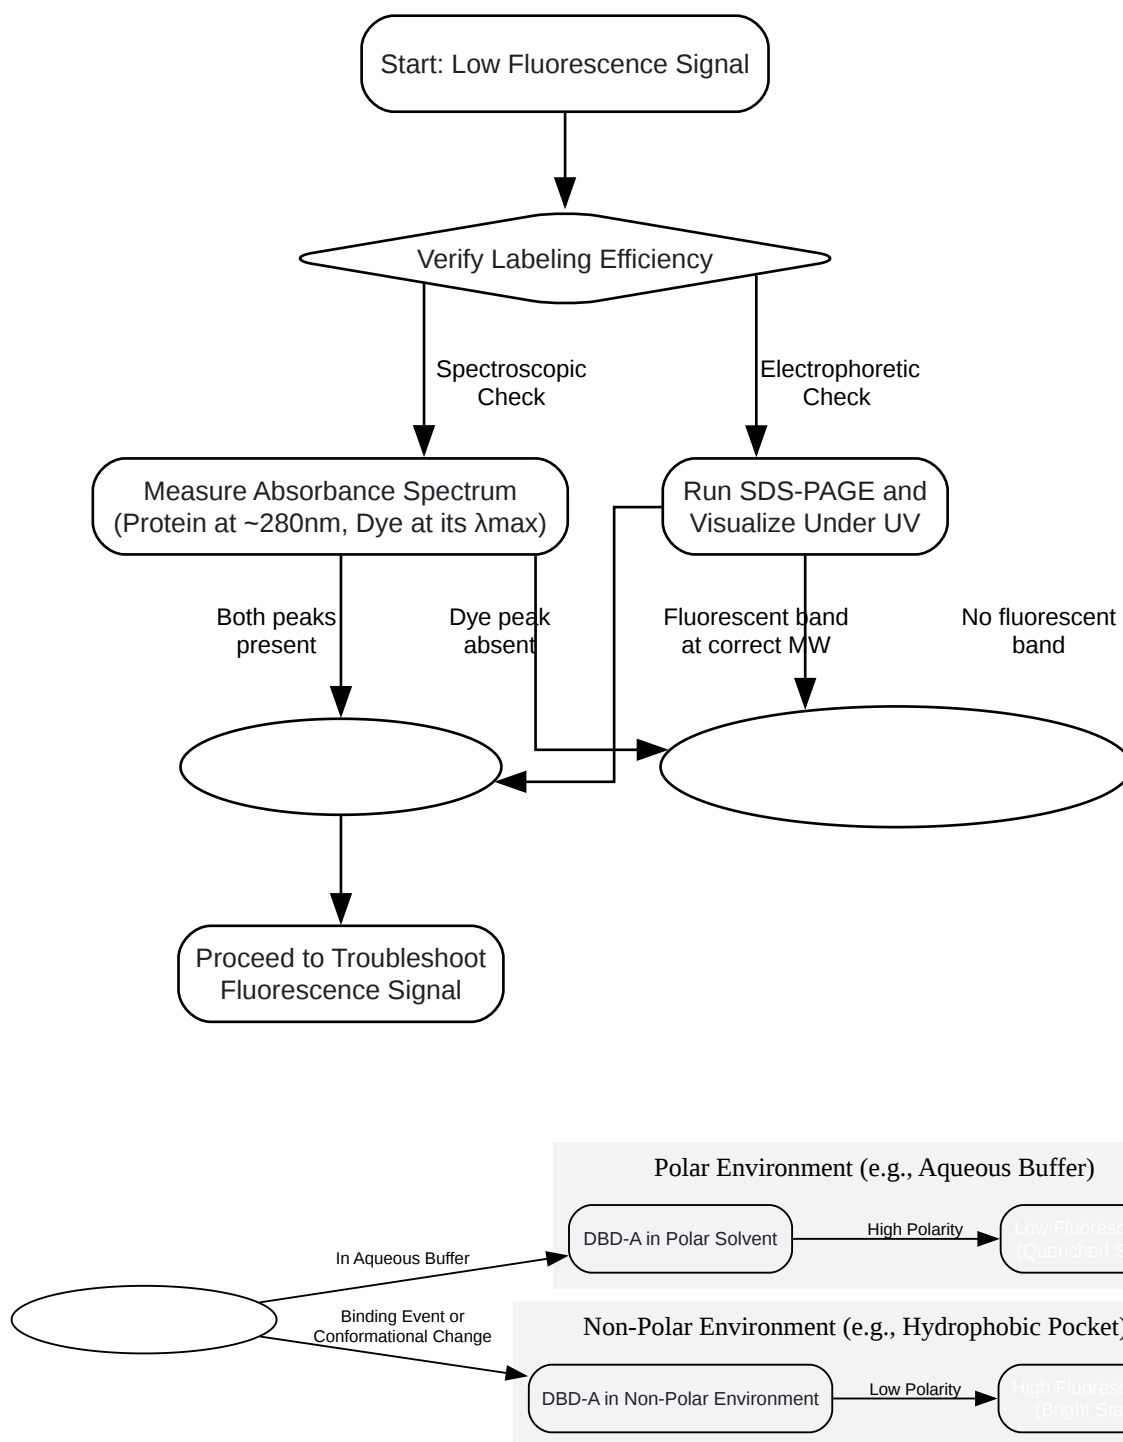 Start: Low Fluorescence Signal
Verify Labeling Efficiency
Spectroscopic
Check
Electrophoretic
Check
Measure Absorbance Spectrum
(Protein at ~280nm, Dye at its λmax)
Run SDS-PAGE and
Visualize Under UV
Both peaks
present
Dye peak
absent
Fluorescent band
at correct MW
No fluorescent
band
Proceed to Troubleshoot
Fluorescence Signal
Polar Environment (e.g., Aqueous Buffer)
DBD-A in Polar Solvent
High Polarity
Low
(Quenched
In Aqueous Buffer
Binding Event or
Conformational Change
Non-Polar Environment (e.g., Hydrophobic Pocket)
DBD-A in Non-Polar Environment
Low Polarity
High
(Bright